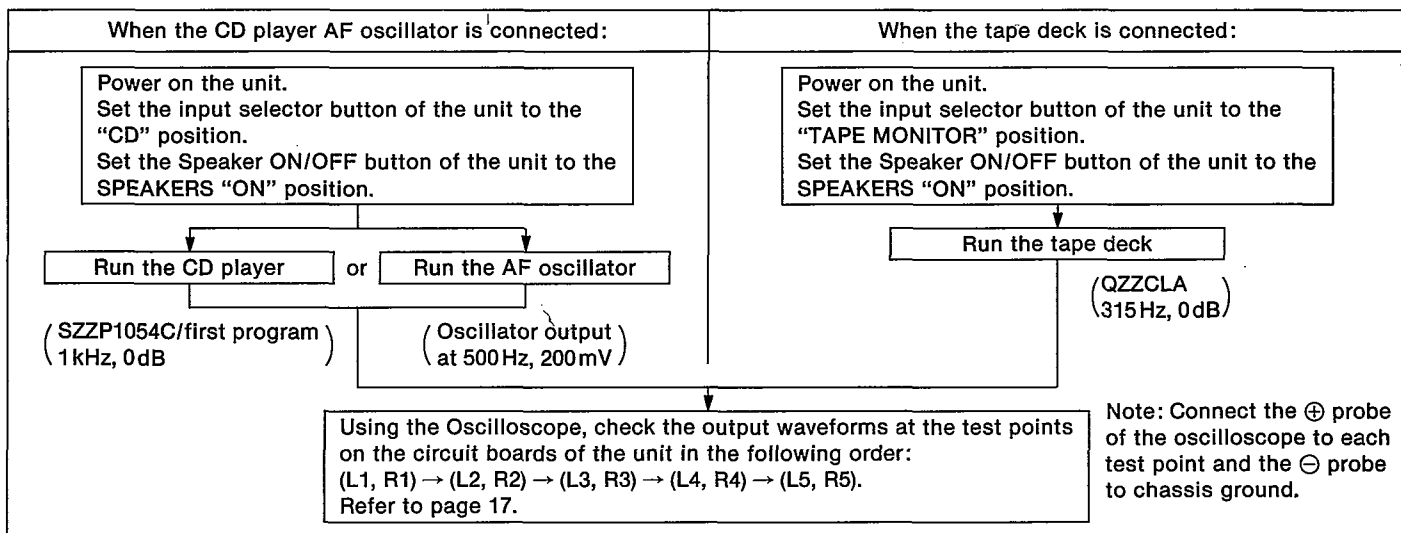 When the CD player AF oscillator is connected:
When the tape deck is connected:
Power on the unit.
Set the input selector button of the unit to the
“CD” position.
Set the Speaker ON/OFF button of the unit to the
SPEAKERS “ON” position.
Power on the unit.
Set the input selector button of the unit to the
“TAPE MONITOR” position.
Set the Speaker ON/OFF button of the unit to the
SPEAKERS “ON” position.
Run the CD player
or
Run the AF oscillator
Run the tape deck
(SZZP1054C/first program
1kHz, 0dB)
(Oscillator output
at 500Hz, 200mV)
(QZZCLA
315Hz, 0dB)
Using the Oscilloscope, check the output waveforms at the test points
on the circuit boards of the unit in the following order:
(L1, R1) → (L2, R2) → (L3, R3) → (L4, R4) → (L5, R5).
Refer to page 17.
Note: Connect the ⊕ probe
of the oscilloscope to each
test point and the ⊖ probe
to chassis ground.